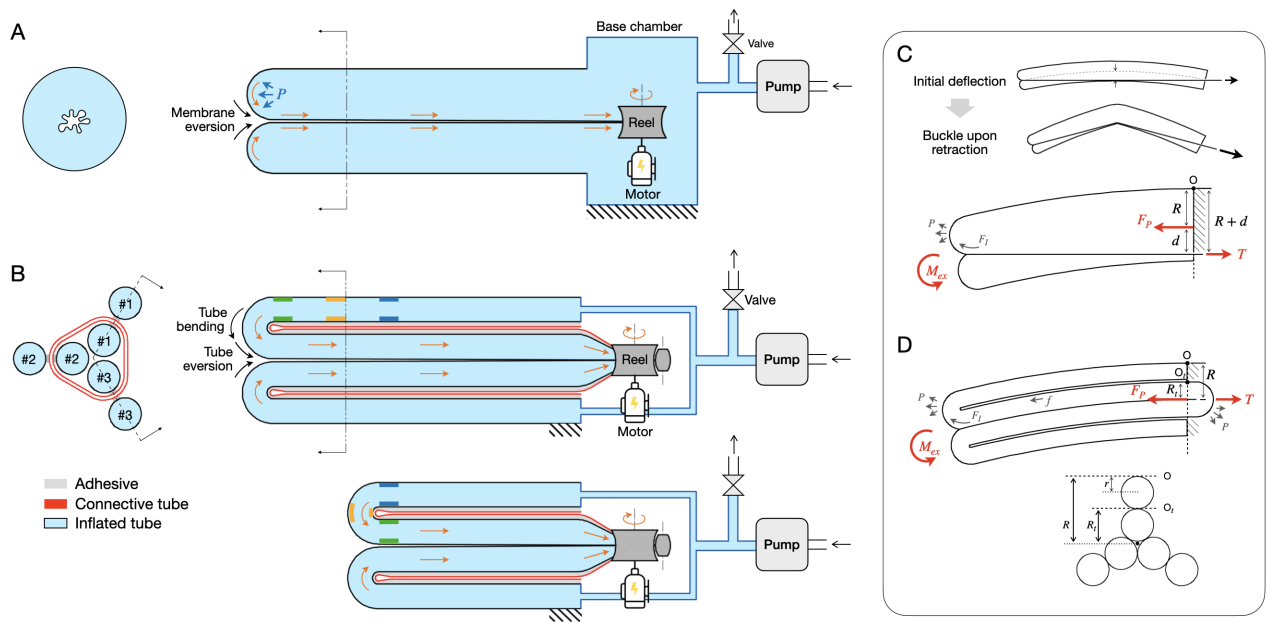 A
Base chamber
Valve
Pump
P
Membrane
eversion
Reel
Motor
B
#1
#2
#2
#1
#3
#3
Tube
bending
Tube
eversion
Valve
Pump
Reel
Motor
Adhesive
Connective tube
Inflated tube
Pump
C
Initial deflection
Buckle upon
retraction
O
R
R + d
F_P
d
P
F_I
T
M_ex
D
O
O_t
R
R_t
F_P
T
f
P
F_I
P
M_ex
O
r
O_t
R
R_t